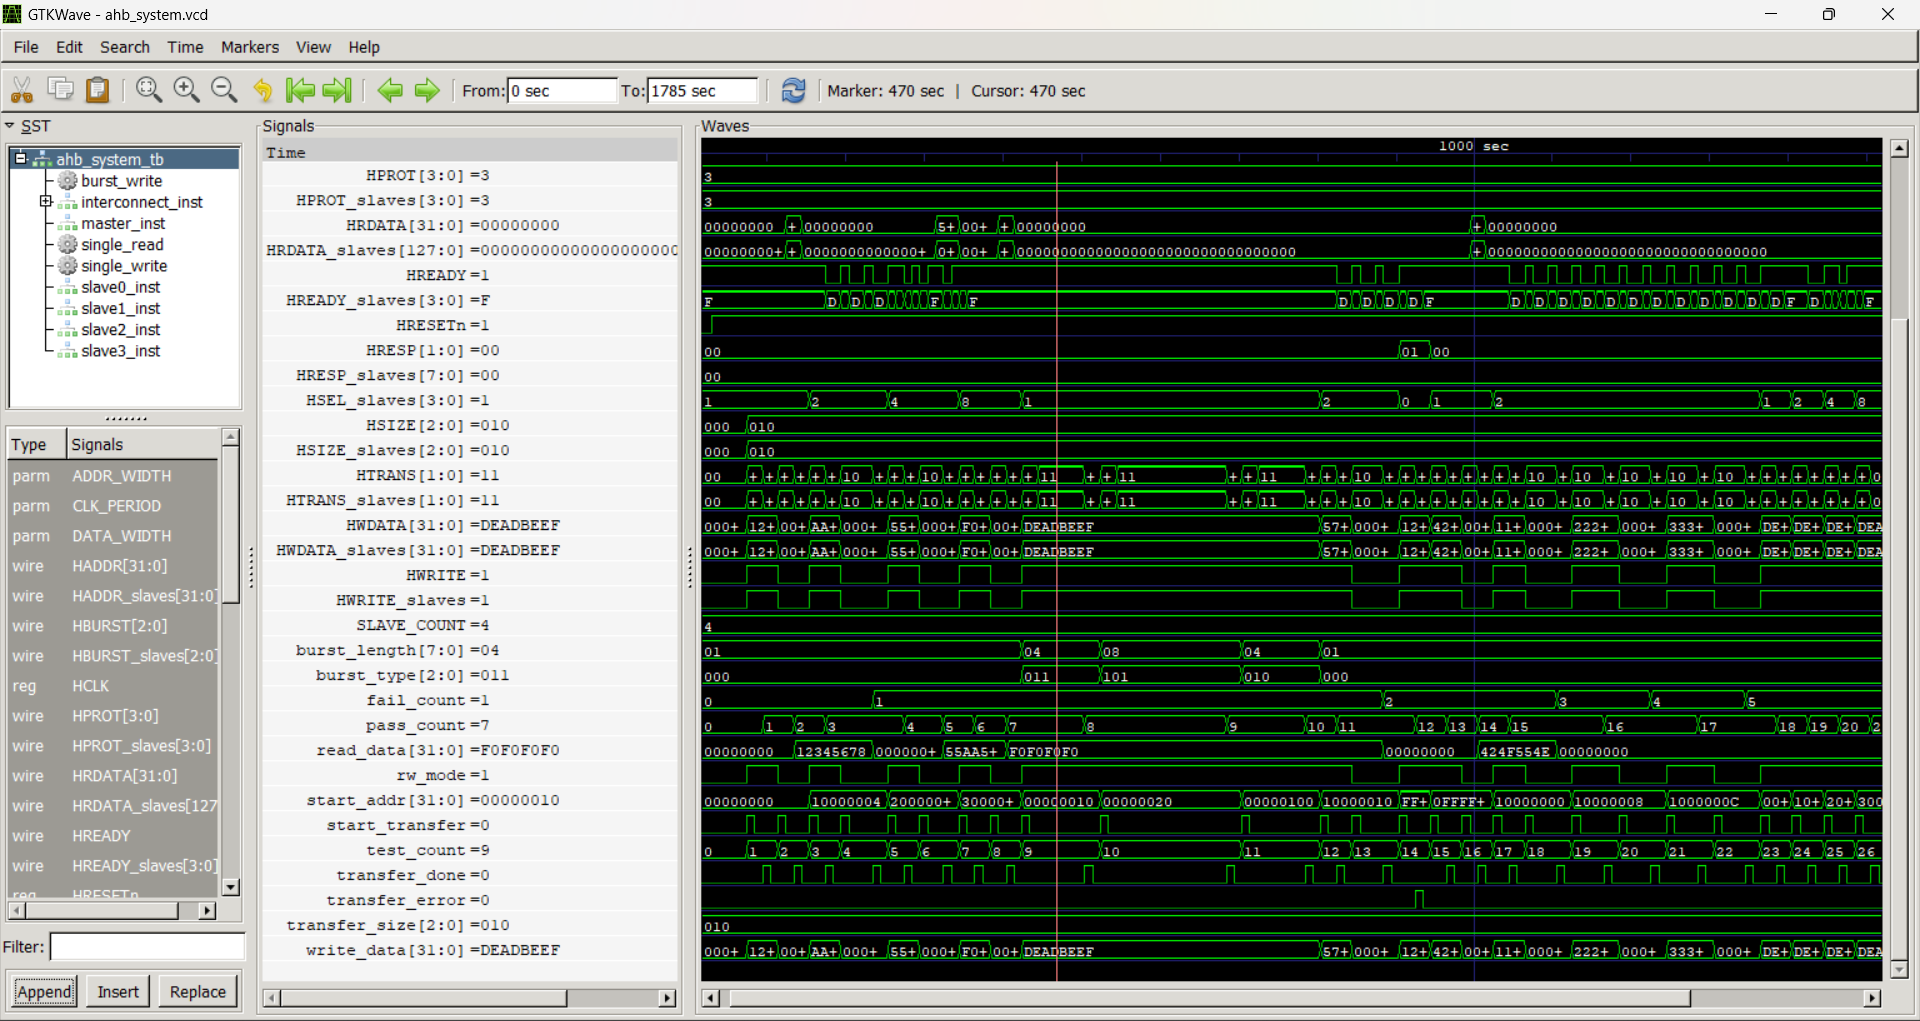 GTKWave - ahb_system.vcd
File Edit Search Time Markers View Help
From: 0 sec To: 1785 sec Marker: 470 sec | Cursor: 470 sec
SST
ahb_system_tb
burst_write
interconnect_inst
master_inst
single_read
single_write
slave0_inst
slave1_inst
slave2_inst
slave3_inst
Type Signals
parm ADDR_WIDTH
parm CLK_PERIOD
parm DATA_WIDTH
wire HADDR[31:0]
wire HADDR_slaves[31:0]
wire HBURST[2:0]
wire HBURST_slaves[2:0]
reg HCLK
wire HPROT[3:0]
wire HPROT_slaves[3:0]
wire HRDATA[31:0]
wire HRDATA_slaves[127
wire HREADY
wire HREADY_slaves[3:0]
reg HRESETn
Filter:
Append Insert Replace
Signals
Time
HPROT[3:0] =3
HPROT_slaves[3:0] =3
HRDATA[31:0] =00000000
HRDATA_slaves[127:0] =00000000000000000000
HREADY =1
HREADY_slaves[3:0] =F
HRESETn =1
HRESP[1:0] =00
HRESP_slaves[7:0] =00
HSEL_slaves[3:0] =1
HSIZE[2:0] =010
HSIZE_slaves[2:0] =010
HTRANS[1:0] =11
HTRANS_slaves[1:0] =11
HWDATA[31:0] =DEADBEEF
HWDATA_slaves[31:0] =DEADBEEF
HWRITE =1
HWRITE_slaves =1
SLAVE_COUNT =4
burst_length[7:0] =04
burst_type[2:0] =011
fail_count =1
pass_count =7
read_data[31:0] =F0F0F0F0
rw_mode =1
start_addr[31:0] =00000010
start_transfer =0
test_count =9
transfer_done =0
transfer_error =0
transfer_size[2:0] =010
write_data[31:0] =DEADBEEF
Waves
1000 sec
3
3
00000000 + 00000000 5+ 00+ + 00000000 + 00000000
00000000+ + 00000000000000+ 0+ 00+ + 00000000000000000000000000000000 + 00000000000000000000000000000000
F D D D F F D D D D F D D D D D D D D D D D D F D F
00 01 00
00
1 2 4 8 1 2 0 1 2 1 2 4 8
000 010
000 010
00 + + + + + 10 + + + 10 + + + + + + 11 + + 11 + + 11 + + + 10 + + + + + + + 10 + + 10 + + 10 + + 10 + + + + + + + 0
00 + + + + + 10 + + + 10 + + + + + + 11 + + 11 + + 11 + + + 10 + + + + + + + 10 + + 10 + + 10 + + 10 + + + + + + + 0
000+ 12+ 00+ AA+ 000+ 55+ 000+ F0+ 00+ DEADBEEF 57+ 000+ 12+ 42+ 00+ 11+ 000+ 222+ 000+ 333+ 000+ DE+ DE+ DE+ DEA
000+ 12+ 00+ AA+ 000+ 55+ 000+ F0+ 00+ DEADBEEF 57+ 000+ 12+ 42+ 00+ 11+ 000+ 222+ 000+ 333+ 000+ DE+ DE+ DE+ DEA
4
01 04 08 04 01
000 011 101 010 000
0 1 2 3 4 5
0 1 2 3 4 5 6 7 8 9 10 11 12 13 14 15 16 17 18 19 20 2
00000000 12345678 000000+ 55AA5+ F0F0F0F0 00000000 424F554E 00000000
00000000 10000004 200000+ 30000+ 00000010 00000020 00000100 10000010 FF+ 0FFFF+ 10000000 10000008 1000000C 00+ 10+ 20+ 300
0 1 2 3 4 5 6 7 8 9 10 11 12 13 14 15 16 17 18 19 20 21 22 23 24 25 26
010
000+ 12+ 00+ AA+ 000+ 55+ 000+ F0+ 00+ DEADBEEF 57+ 000+ 12+ 42+ 00+ 11+ 000+ 222+ 000+ 333+ 000+ DE+ DE+ DE+ DEA